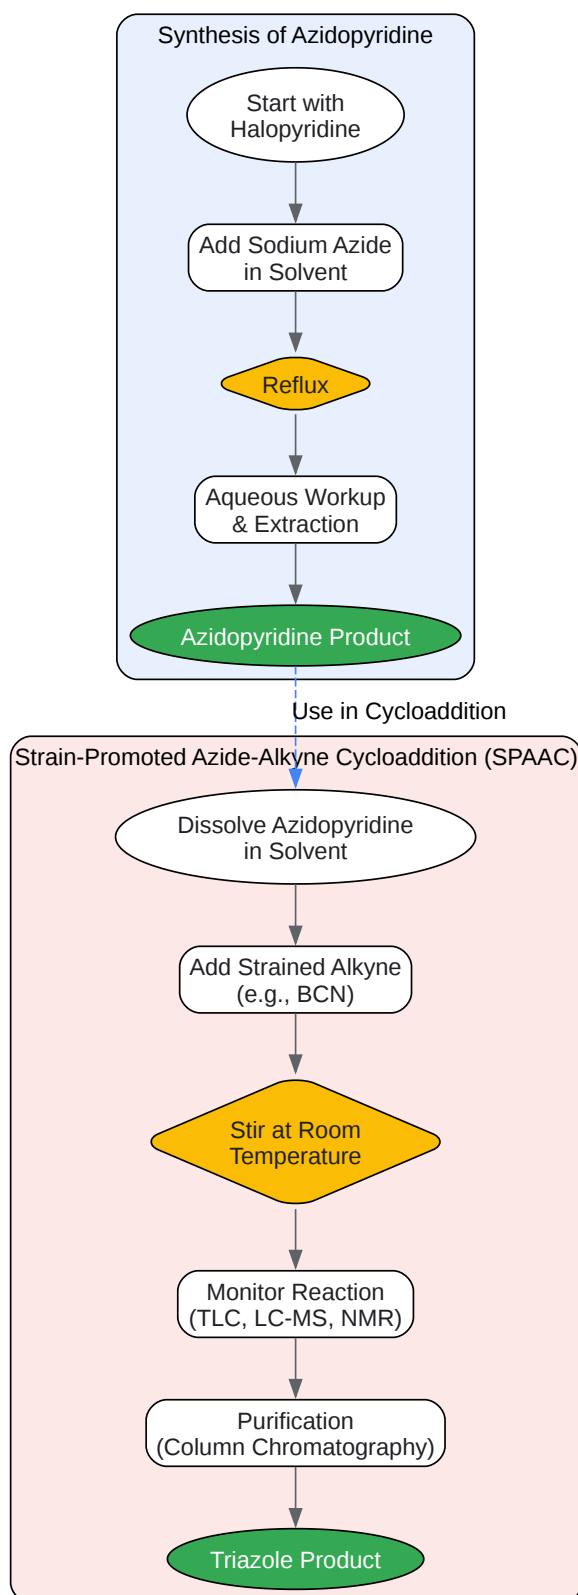 Synthesis of Azidopyridine
Start with
Halopyridine
Add Sodium Azide
in Solvent
Reflux
Aqueous Workup
& Extraction
Azidopyridine Product
Use in Cycloaddition
Strain-Promoted Azide-Alkyne Cycloaddition (SPAAC)
Dissolve Azidopyridine
in Solvent
Add Strained Alkyne
(e.g., BCN)
Stir at Room
Temperature
Monitor Reaction
(TLC, LC-MS, NMR)
Purification
(Column Chromatography)
Triazole Product